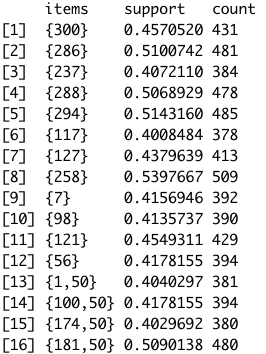 items support count
[1] {300} 0.4570520 431
[2] {286} 0.5100742 481
[3] {237} 0.4072110 384
[4] {288} 0.5068929 478
[5] {294} 0.5143160 485
[6] {117} 0.4008484 378
[7] {127} 0.4379639 413
[8] {258} 0.5397667 509
[9] {7} 0.4156946 392
[10] {98} 0.4135737 390
[11] {121} 0.4549311 429
[12] {56} 0.4178155 394
[13] {1,50} 0.4040297 381
[14] {100,50} 0.4178155 394
[15] {174,50} 0.4029692 380
[16] {181,50} 0.5090138 480